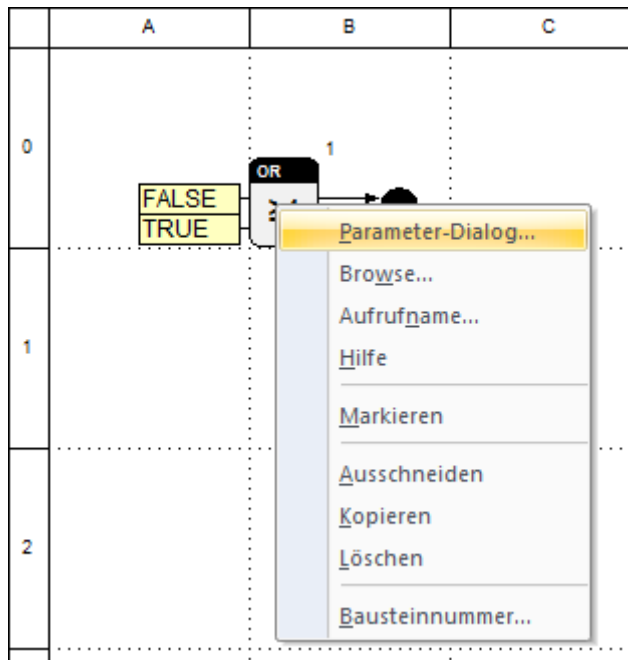 A B C
0
1
OR
FALSE
TRUE
Parameter-Dialog...
Browse...
Aufrufname...
Hilfe
1
Markieren
Ausschneiden
Kopieren
2
Löschen
Bausteinnummer...